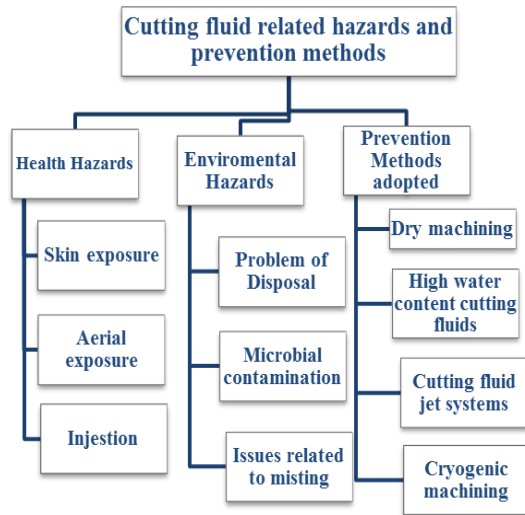 Cutting fluid related hazards and
prevention methods
Health Hazards
Skin exposure
Aerial
exposure
Injestion
Enviromental
Hazards
Problem of
Disposal
Microbial
contamination
Issues related
to misting
Prevention
Methods
adopted
Dry machining
High water
content cutting
fluids
Cutting fluid
jet systems
Cryogenic
machining